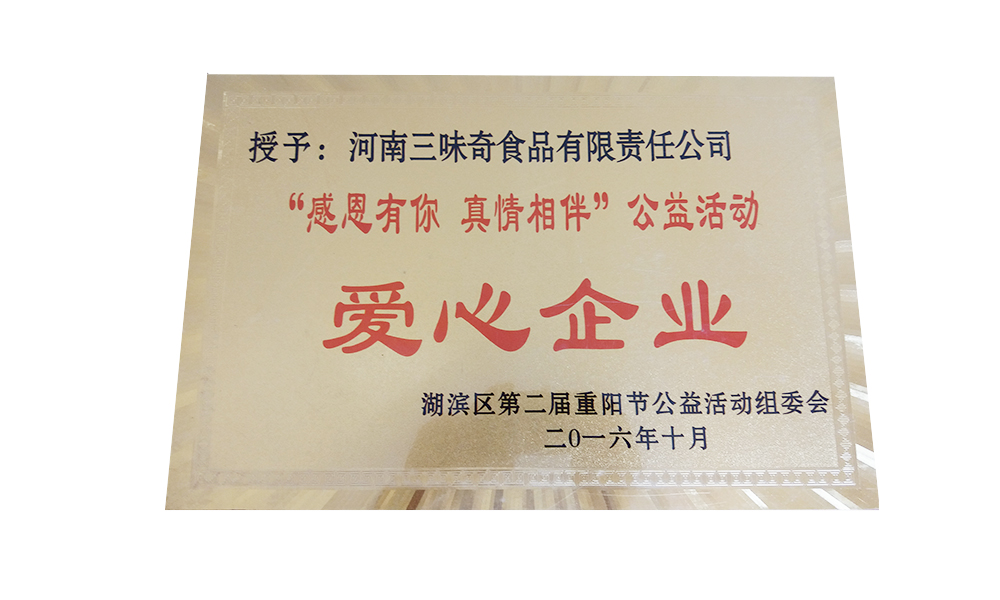 授予：河南三味奇食品有限责任公司
“感恩有你 真情相伴”公益活动
爱心企业
湖滨区第二届重阳节公益活动组委会
二0一六年十月